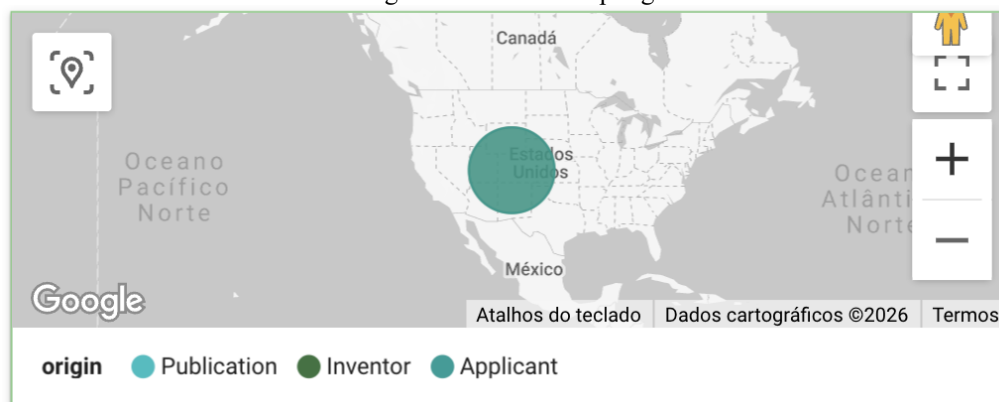 Canadá
Estados
Unidos
Oceano
Pacífico
Norte
Ocean
Atlânti
Norte
México
Google
Atalhos do teclado
Dados cartográficos ©2026
Termos
origin
Publication
Inventor
Applicant